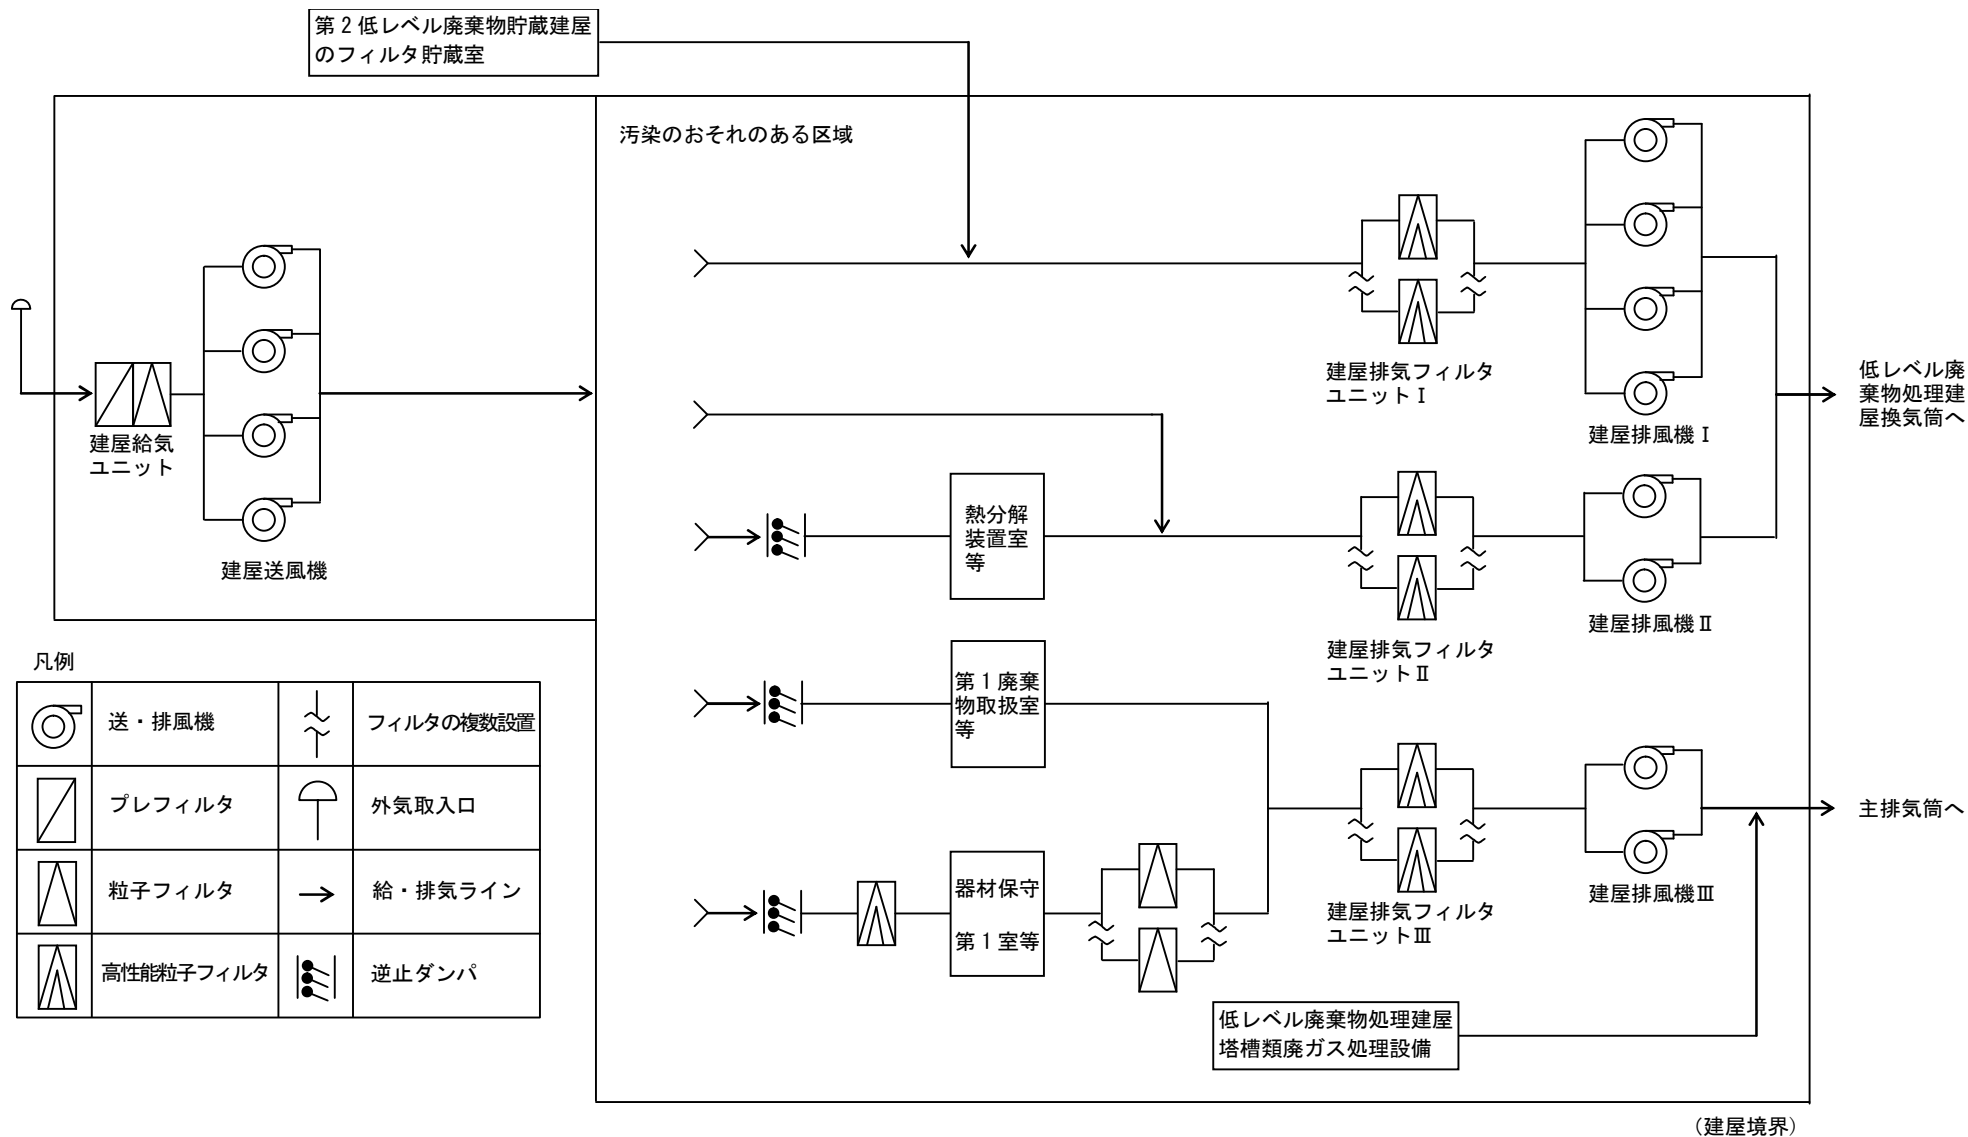 第2低レベル廃棄物貯蔵建屋
のフィルタ貯蔵室
汚染のおそれのある区域
建屋給気
ユニット
建屋送風機
建屋排気フィルタ
ユニットⅠ
建屋排風機Ⅰ
低レベル廃
棄物処理建
屋換気筒へ
熱分解
装置室
等
建屋排気フィルタ
ユニットⅡ
建屋排風機Ⅱ
第1廃棄
物取扱室
等
器材保守
第1室等
建屋排気フィルタ
ユニットⅢ
建屋排風機Ⅲ
主排気筒へ
低レベル廃棄物処理建屋
塔槽類廃ガス処理設備
(建屋境界)
凡例
送・排風機
フィルタの複数設置
プレフィルタ
外気取入口
粒子フィルタ
給・排気ライン
高性能粒子フィルタ
逆止ダンパ